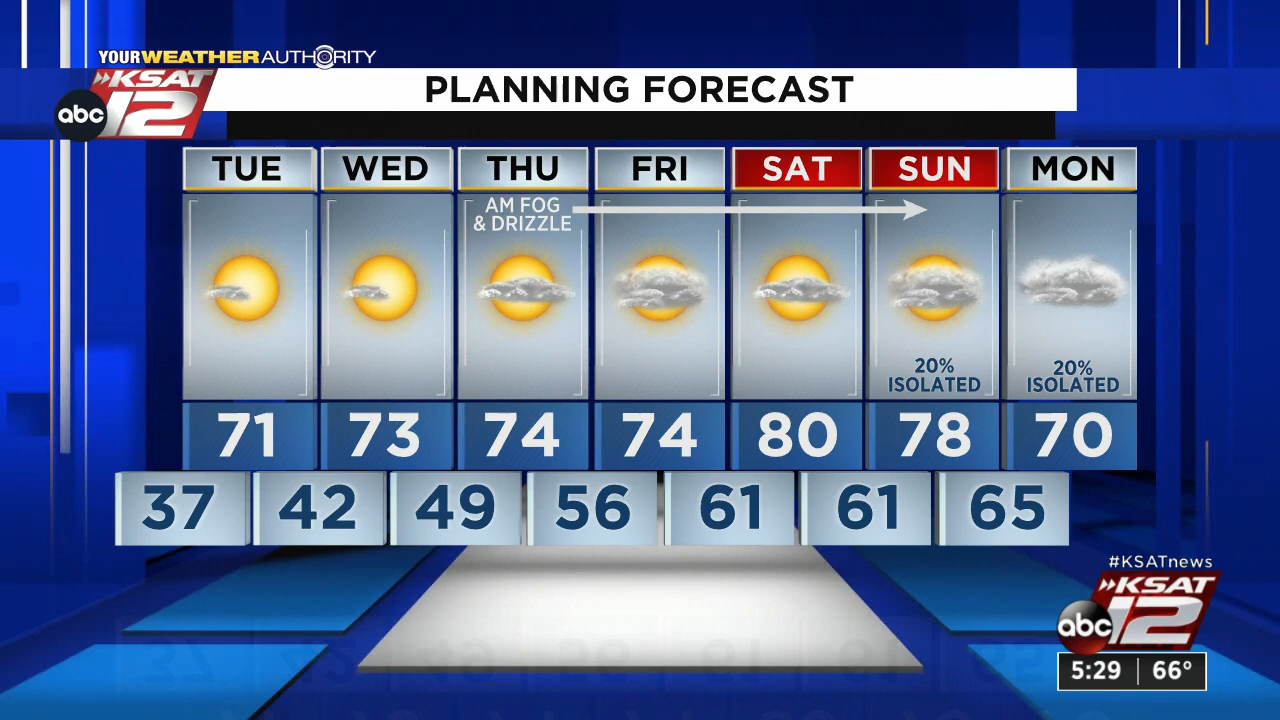 YOURWEATHERAUTHORITY
KSAT
abc 12
PLANNING FORECAST
TUE WED THU FRI SAT SUN MON
AM FOG
& DRIZZLE
20% 20%
ISOLATED ISOLATED
71 73 74 74 80 78 70
37 42 49 56 61 61 65
#KSATnews
KSAT
abc 12
5:29 66°